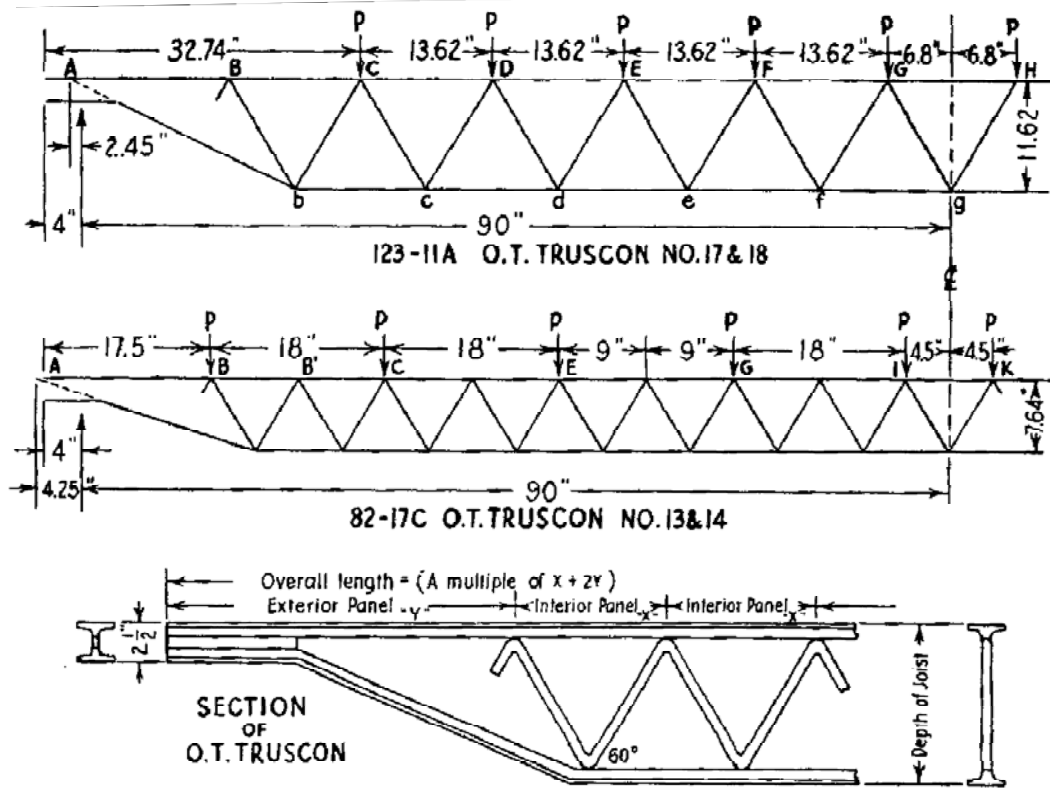 P P P P P P
32.74" 13.62" 13.62" 13.62" 13.62" 6.8" 6.8"
A B C D E F G H
2.45"
11.62
b c d e f g
4" 90"
123-11A O.T. TRUSCON NO. 17 & 18
℄
P P P P P P
17.5" 18" 18" 9" 9" 18" 4.5" 4.5"
A B B' C E G I K
7.64"
4"
4.25" 90"
82-17C O.T. TRUSCON NO. 13 & 14
Overall length = (A multiple of X + 2Y)
Exterior Panel "Y" Interior Panel "X" Interior Panel "X"
2 1/2"
SECTION
OF
O.T. TRUSCON
60°
Depth of Joist